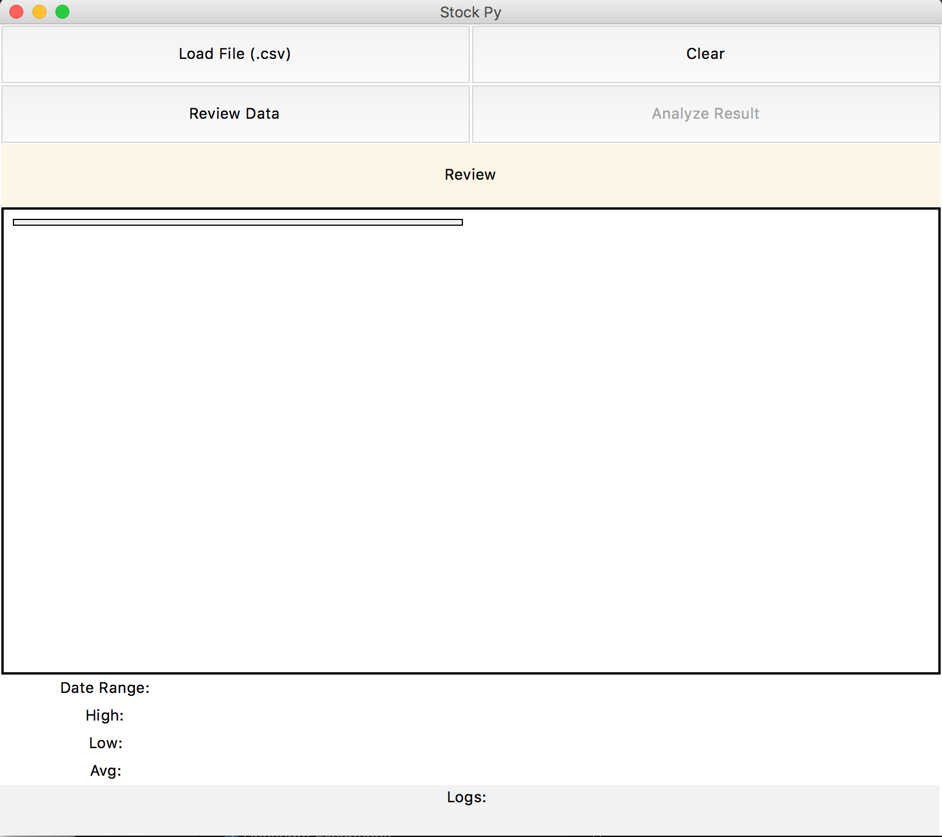 Stock Py
Load File (.csv)
Clear
Review Data
Analyze Result
Review
Date Range:
High:
Low:
Avg:
Logs: